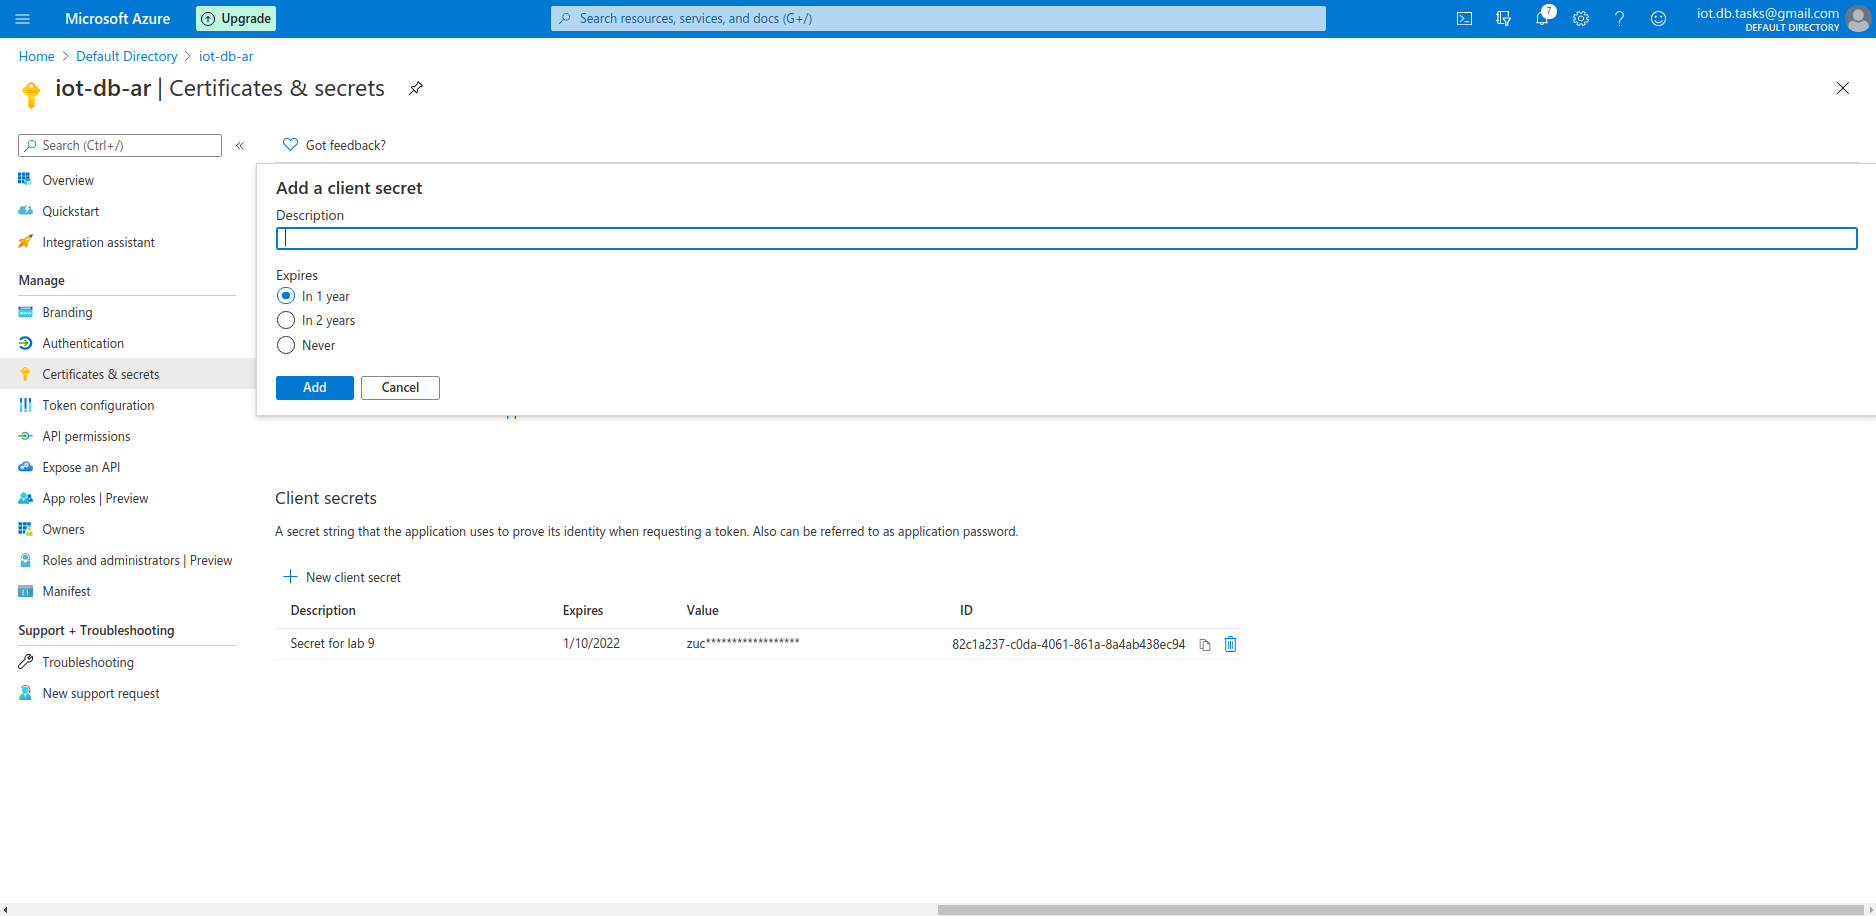 Microsoft Azure
Upgrade
Search resources, services, and docs (G+/)
7
iot.db.tasks@gmail.com
DEFAULT DIRECTORY
Home > Default Directory > iot-db-ar
iot-db-ar | Certificates & secrets
Search (Ctrl+/)
«
Got feedback?
Overview
Quickstart
Integration assistant
Manage
Branding
Authentication
Certificates & secrets
Token configuration
API permissions
Expose an API
App roles | Preview
Owners
Roles and administrators | Preview
Manifest
Support + Troubleshooting
Troubleshooting
New support request
Add a client secret
Description
Expires
In 1 year
In 2 years
Never
Add
Cancel
Client secrets
A secret string that the application uses to prove its identity when requesting a token. Also can be referred to as application password.
New client secret
Description Expires Value ID
Secret for lab 9 1/10/2022 zuc****************** 82c1a237-c0da-4061-861a-8a4ab438ec94